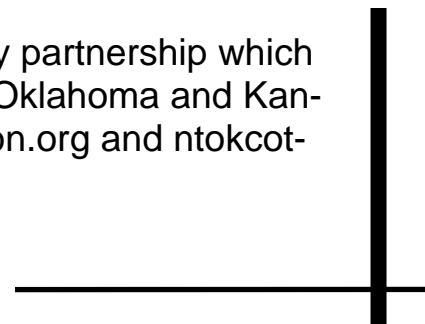 y partnership which
Oklahoma and Kan-
on.org and ntokcot-